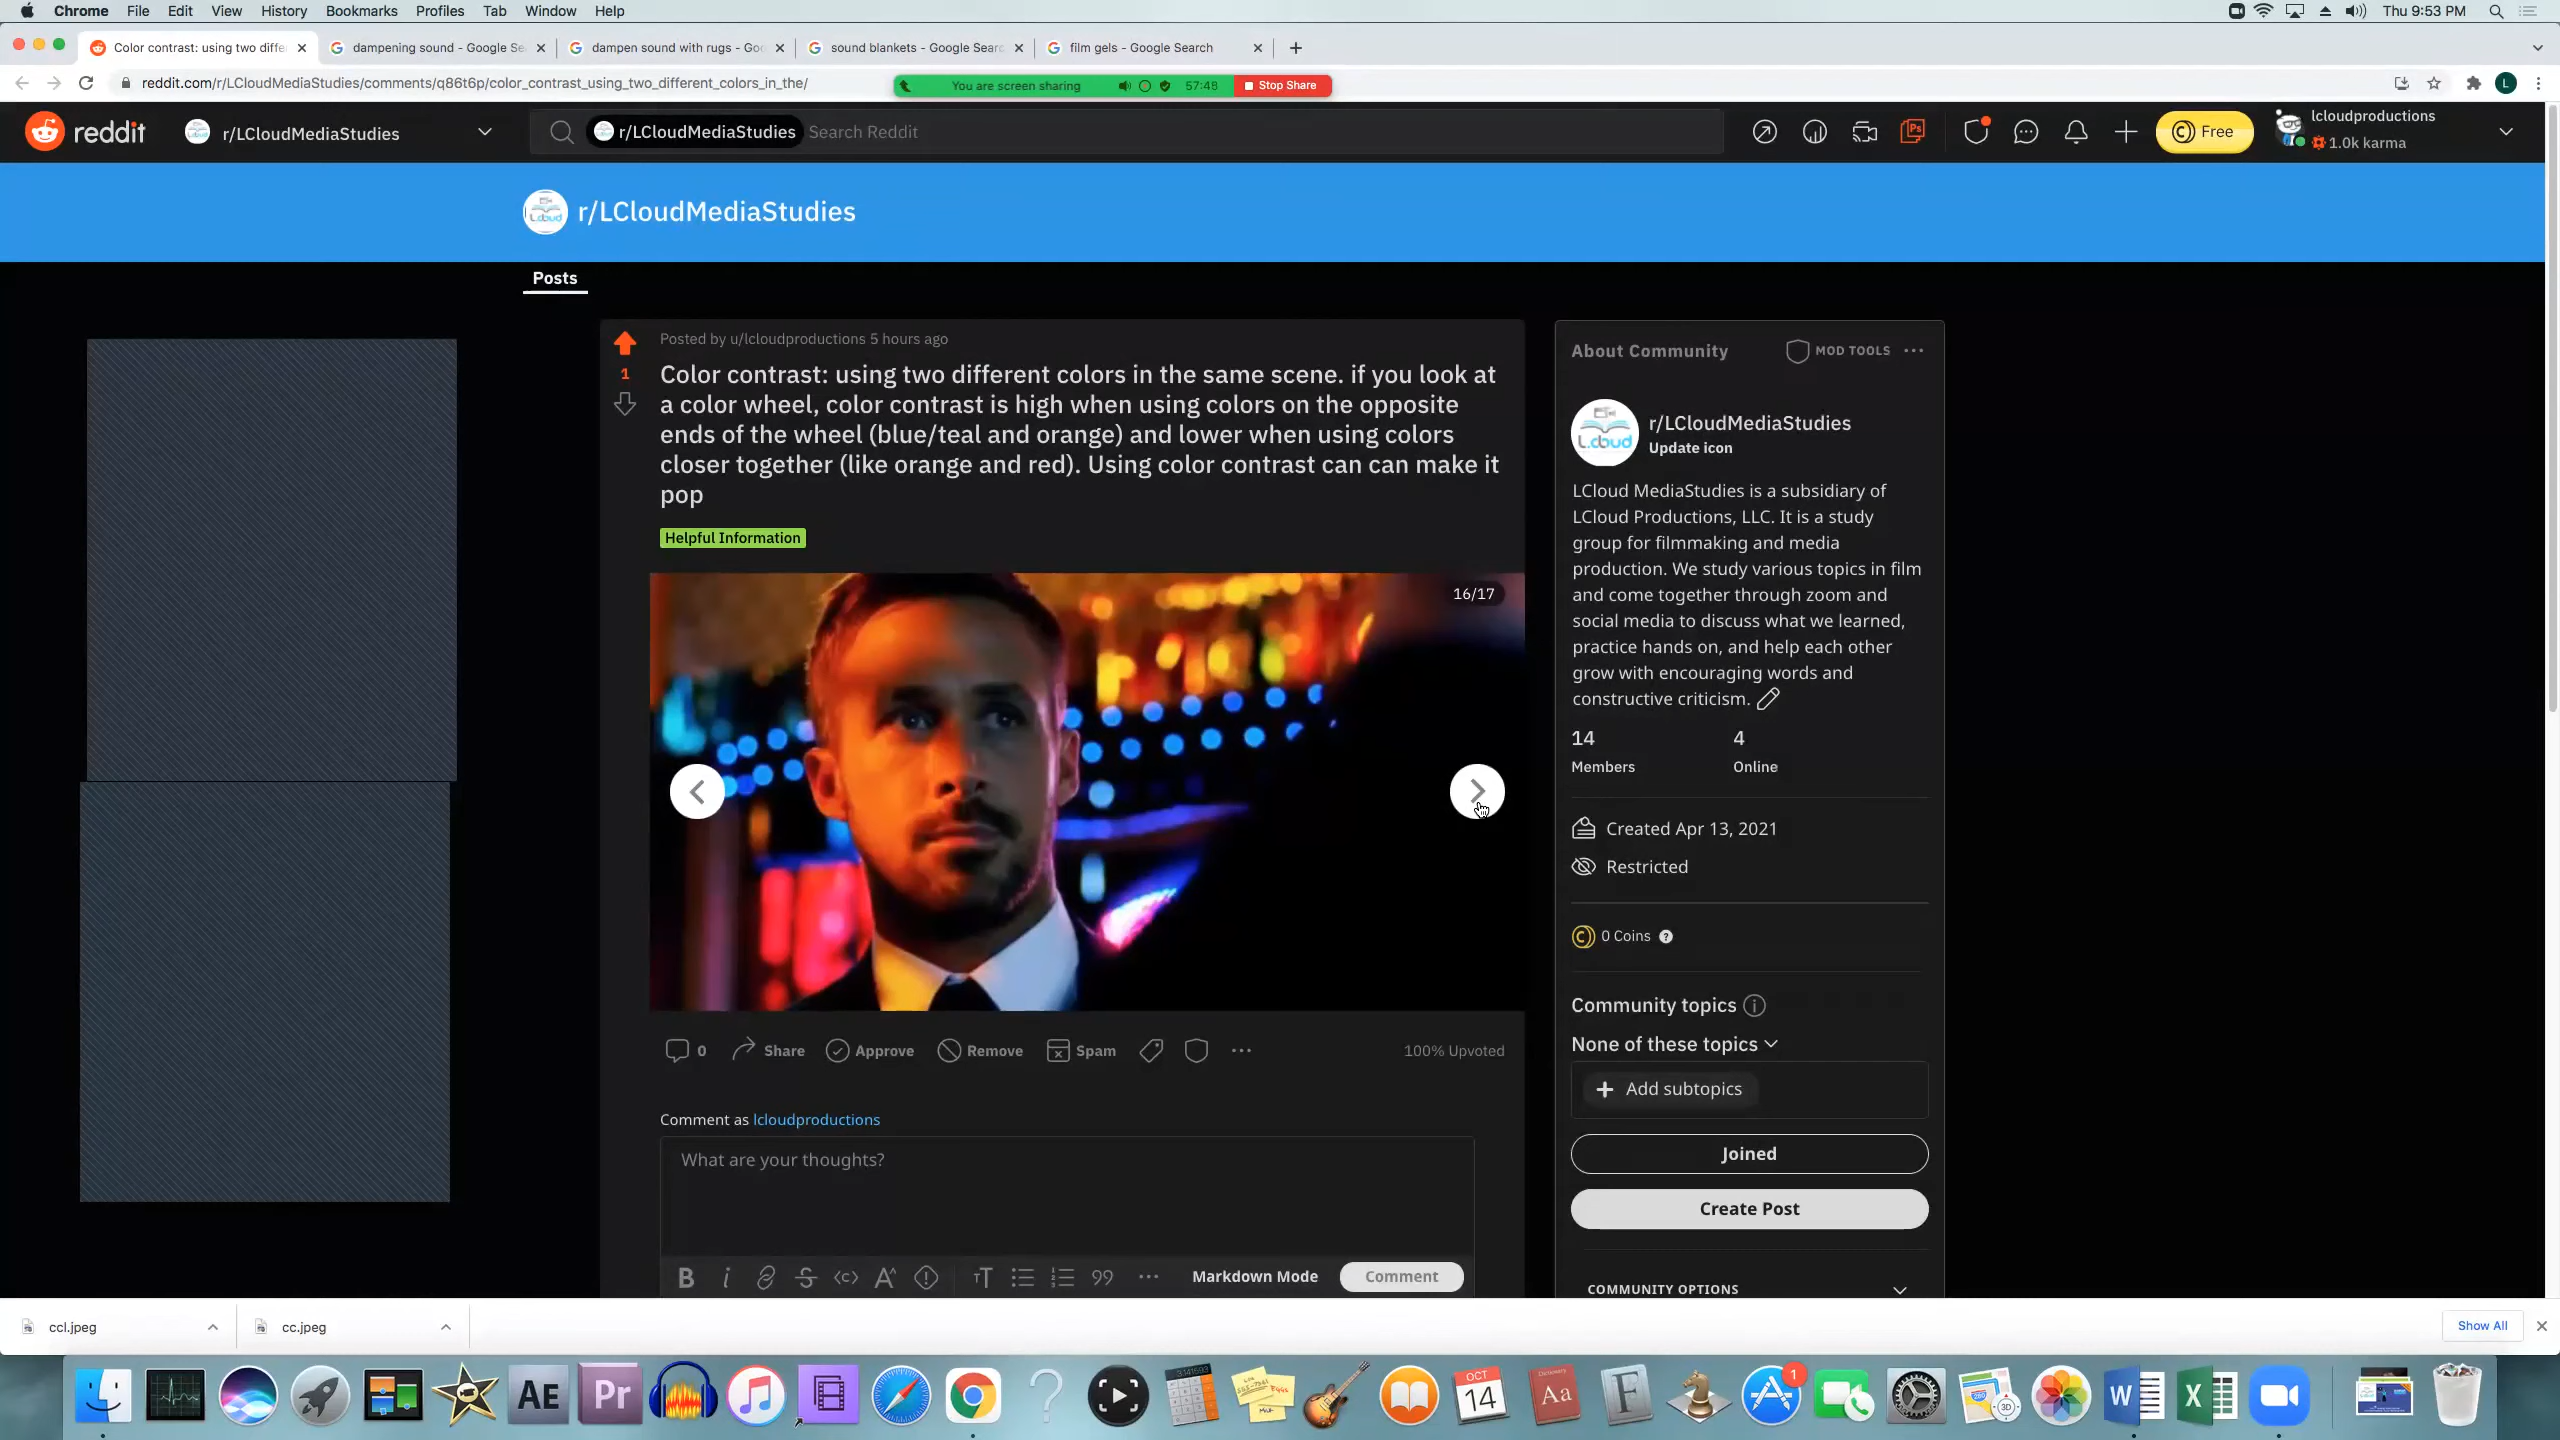 Chrome File Edit View History Bookmarks Profiles Tab Window Help Thu 9:53 PM
Color contrast: using two diffe dampening sound - Google Se dampen sound with rugs - Goo sound blankets - Google Searc film gels - Google Search
reddit.com/r/LCloudMediaStudies/comments/q86t6p/color_contrast_using_two_different_colors_in_the/
You are screen sharing 57:48 Stop Share
reddit r/LCloudMediaStudies r/LCloudMediaStudies Search Reddit Free lcloudproductions
1.0k karma
r/LCloudMediaStudies
Posts
Posted by u/lcloudproductions 5 hours ago
1
Color contrast: using two different colors in the same scene. if you look at
a color wheel, color contrast is high when using colors on the opposite
ends of the wheel (blue/teal and orange) and lower when using colors
closer together (like orange and red). Using color contrast can can make it
pop
Helpful Information
16/17
0 Share Approve Remove Spam 100% Upvoted
Comment as lcloudproductions
What are your thoughts?
Markdown Mode Comment
About Community MOD TOOLS
r/LCloudMediaStudies
Update icon
LCloud MediaStudies is a subsidiary of
LCloud Productions, LLC. It is a study
group for filmmaking and media
production. We study various topics in film
and come together through zoom and
social media to discuss what we learned,
practice hands on, and help each other
grow with encouraging words and
constructive criticism.
14 4
Members Online
Created Apr 13, 2021
Restricted
0 Coins
Community topics
None of these topics
Add subtopics
Joined
Create Post
COMMUNITY OPTIONS
ccl.jpeg cc.jpeg Show All
AE Pr OCT
14 Aa F 1 W X